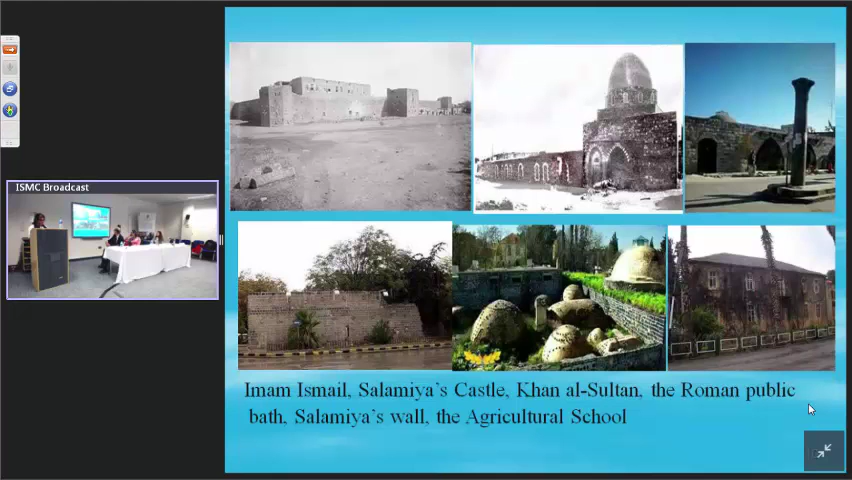 ISMC Broadcast
Imam Ismail, Salamiya's Castle, Khan al-Sultan, the Roman public
bath, Salamiya's wall, the Agricultural School